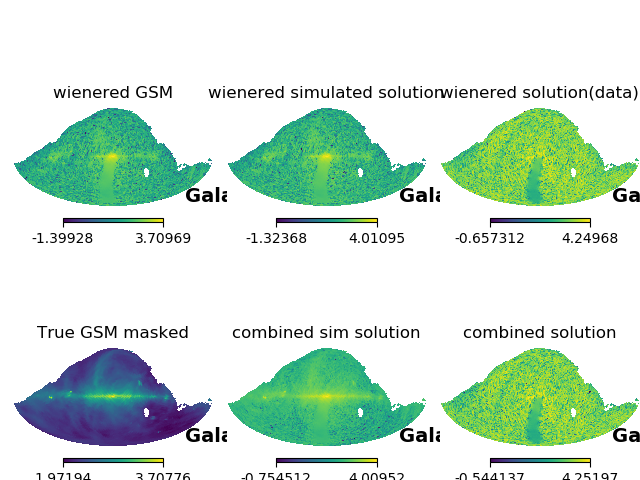 wienered GSM
wienered simulated solution
wienered solution(data)
Gala
Gala
Ga
-1.39928 3.70969
-1.32368 4.01095
-0.657312 4.24968
True GSM masked
combined sim solution
combined solution
Gala
Gala
Ga
1.97194 3.70776
-0.754512 4.00952
-0.544137 4.25197